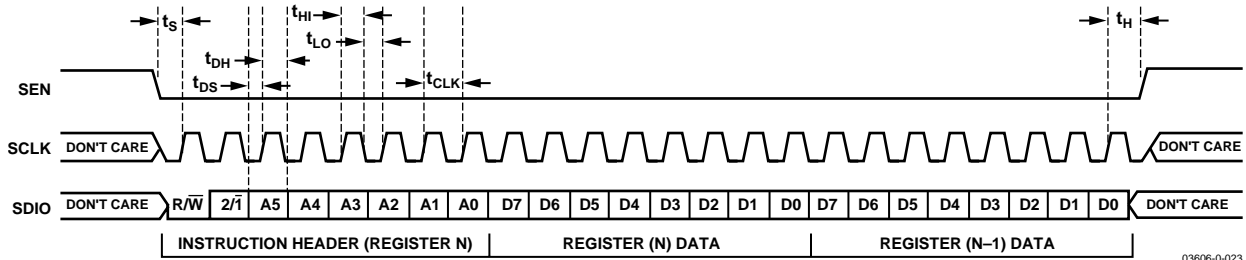 tS
tHI
tH
tLO
tDH
tCLK
tDS
SEN
SCLK DON'T CARE DON'T CARE
SDIO DON'T CARE R/W̅ 2/1̅ A5 A4 A3 A2 A1 A0 D7 D6 D5 D4 D3 D2 D1 D0 D7 D6 D5 D4 D3 D2 D1 D0 DON'T CARE
INSTRUCTION HEADER (REGISTER N) REGISTER (N) DATA REGISTER (N–1) DATA
03606-0-023